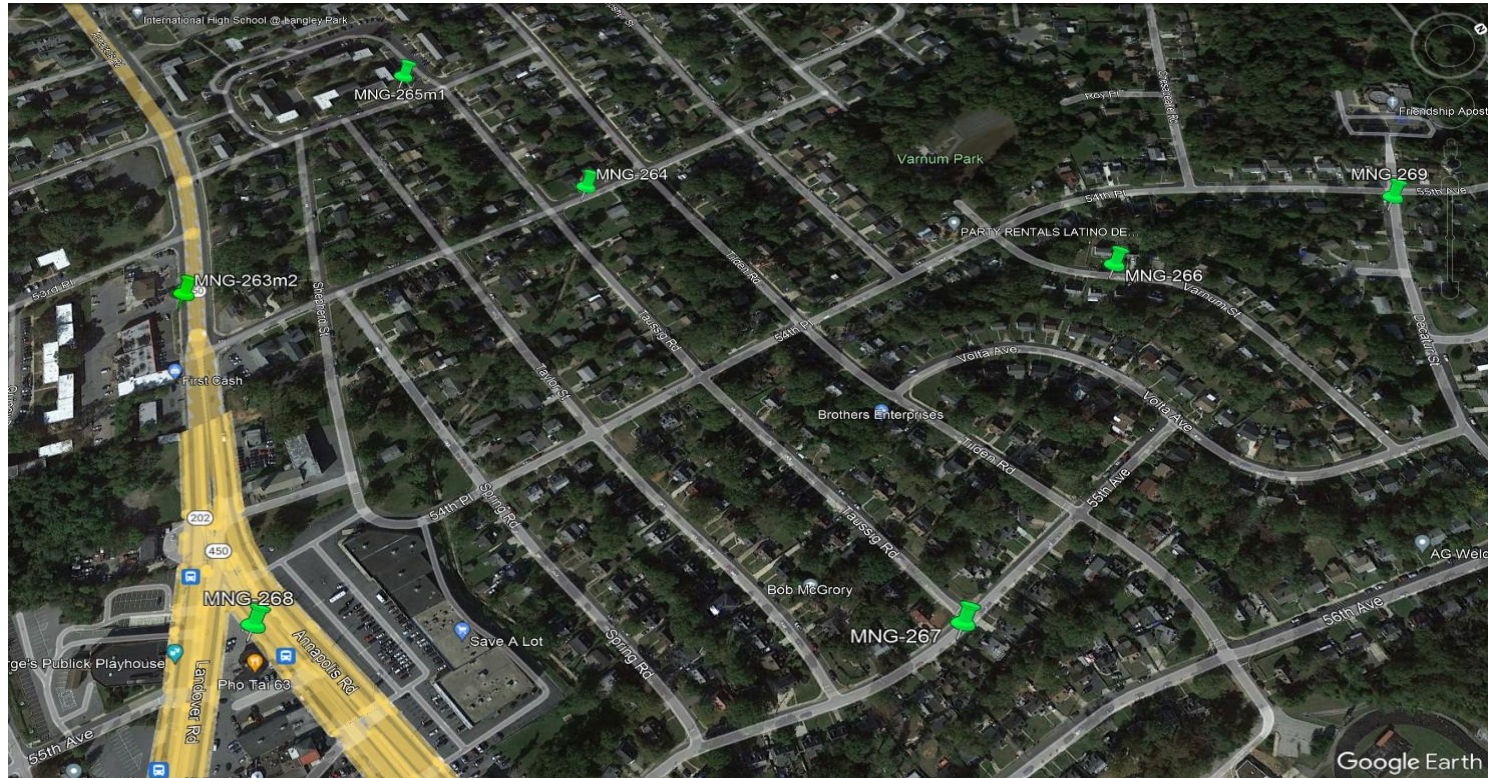 International High School @ Langley Park
MNG-265m1
Roy Pl
Crescreate Rd
Friendship Apost
Varnum Park
MNG-264
MNG-269
55th Ave
54th Pl
PARTY RENTALS LATINO DE...
MNG-266
Varnum St
MNG-263m2
53rd Pl
Shepherd St
Tilden Rd
Taussig Rd
54th Pl
Decatur St
Volta Ave
Taylor St
First Cash
Volta Ave
Brothers Enterprises
Tilden Rd
55th Ave
54th Pl
Spring Rd
202
Taussig Rd
450
AG Weld
MNG-268
Bob McGrory
56th Ave
MNG-267
Annapolis Rd
Save A Lot
Spring Rd
rge's Publick Playhouse
Landover Rd
Pho Tai 63
55th Ave
Google Earth